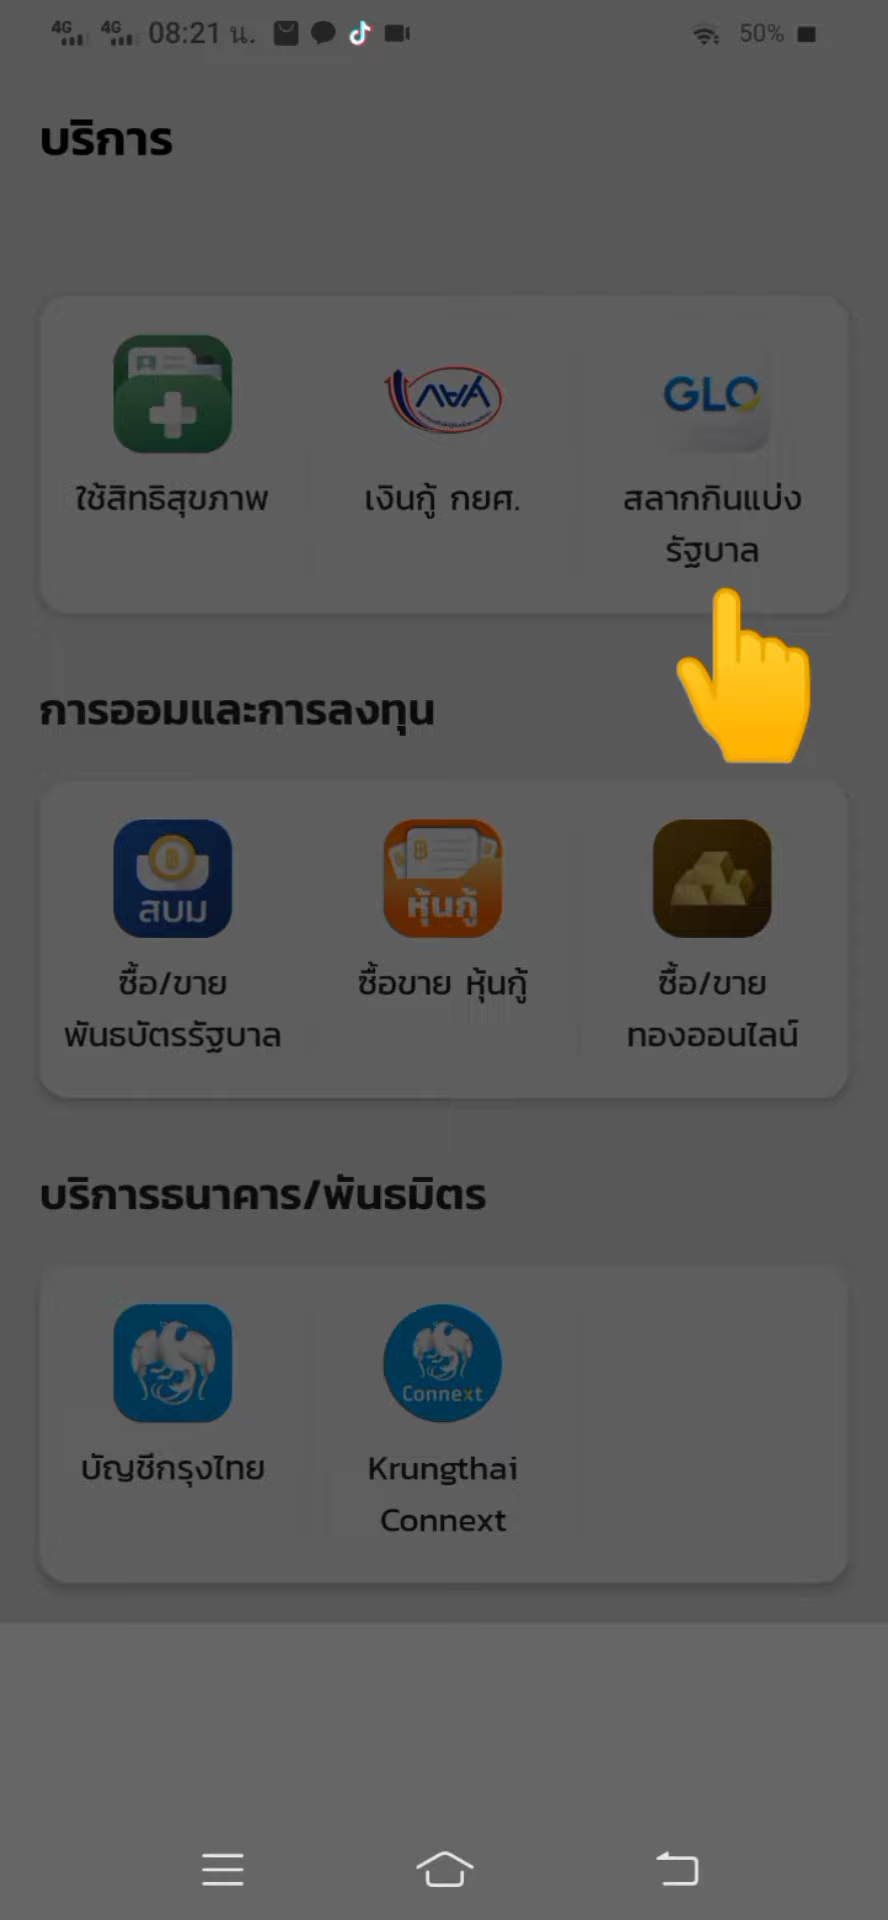 4G 4G 08:21 น. 50%
บริการ
กยศ GLO
ใช้สิทธิสุขภาพ เงินกู้ กยศ. สลากกินแบ่ง
รัฐบาล
การออมและการลงทุน
สบม หุ้นกู้
ซื้อ/ขาย ซื้อขาย หุ้นกู้ ซื้อ/ขาย
พันธบัตรรัฐบาล ทองออนไลน์
บริการธนาคาร/พันธมิตร
Connext
บัญชีกรุงไทย Krungthai
Connext